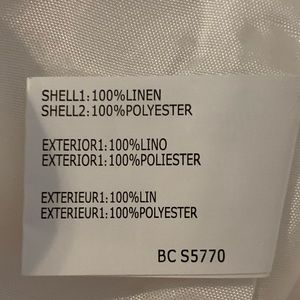 SHELL1:100%LINEN
SHELL2:100%POLYESTER
EXTERIOR1:100%LINO
EXTERIOR1:100%POLIESTER
EXTERIEUR1:100%LIN
EXTERIEUR1:100%POLYESTER
BC S5770